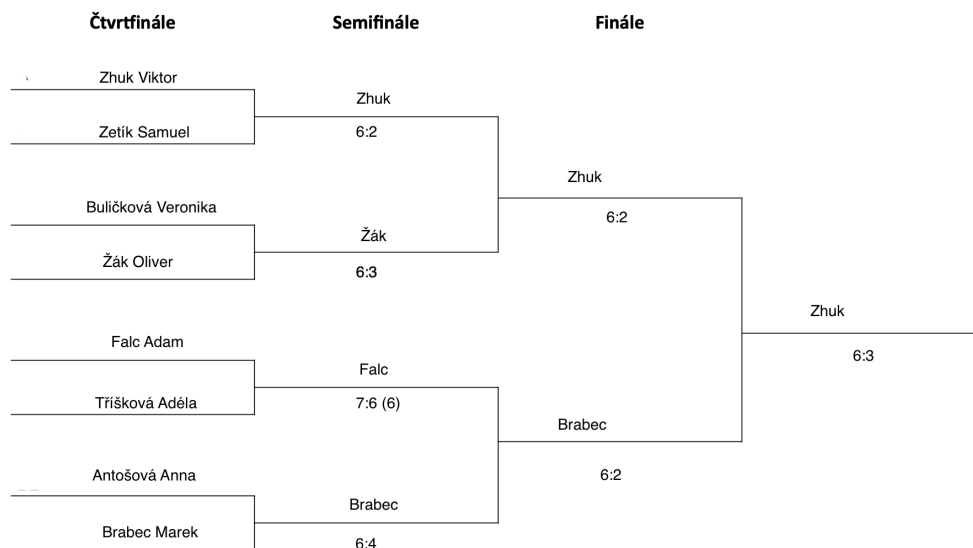 Čtvrtfinále Semifinále Finále
Zhuk Viktor
Zhuk
Zetík Samuel
6:2
Zhuk
Buličková Veronika
6:2
Žák
Žák Oliver
6:3
Zhuk
Falc Adam
6:3
Falc
Tříšková Adéla
7:6 (6)
Brabec
Antošová Anna
6:2
Brabec
Brabec Marek
6:4